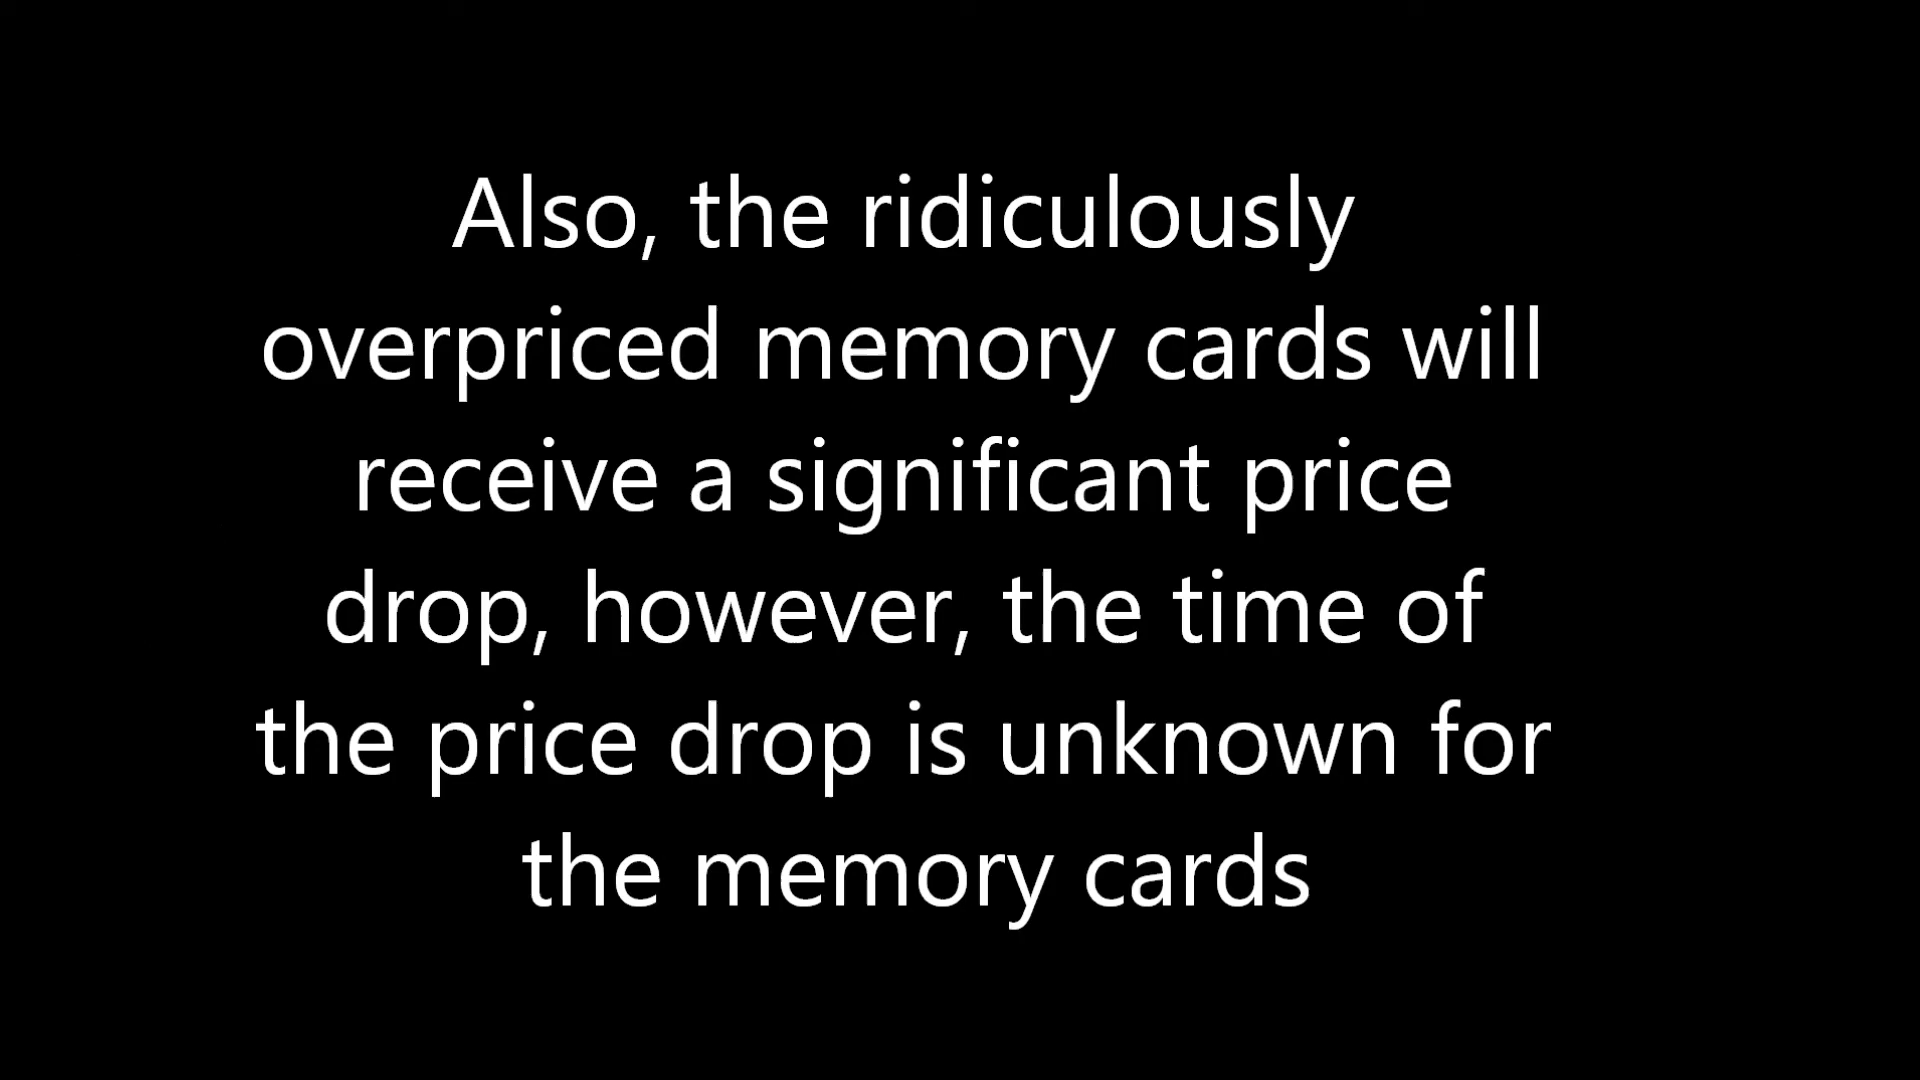 Also, the ridiculously
overpriced memory cards will
receive a significant price
drop, however, the time of
the price drop is unknown for
the memory cards